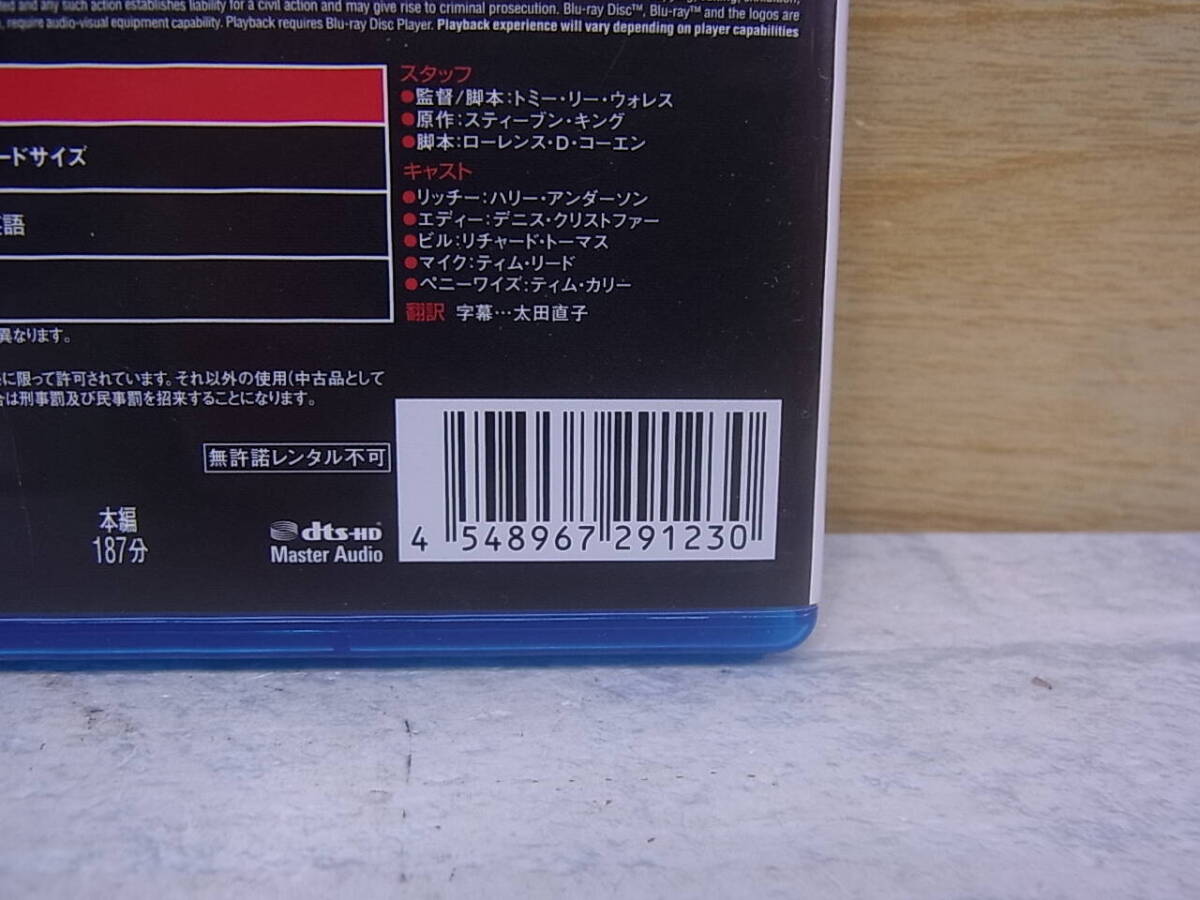 ted and any such action establishes liability for a civil action and may give rise to criminal prosecution. Blu-ray Disc™, Blu-ray™ and the logos are
require audio-visual equipment capability. Playback requires Blu-ray Disc Player. Playback experience will vary depending on player capabilities
スタッフ
●監督/脚本:トミー・リー・ウォレス
●原作:スティーブン・キング
●脚本:ローレンス・D・コーエン
キャスト
●リッチー:ハリー・アンダーソン
●エディー:デニス・クリストファー
●ビル:リチャード・トーマス
●マイク:ティム・リード
●ペニーワイズ:ティム・カリー
翻訳 字幕…太田直子
ードサイズ
語
異なります。
に限って許可されています。それ以外の使用(中古品として
は刑事罰及び民事罰を招来することになります。
無許諾レンタル不可
本編
187分
dts-HD
Master Audio
4 548967 291230